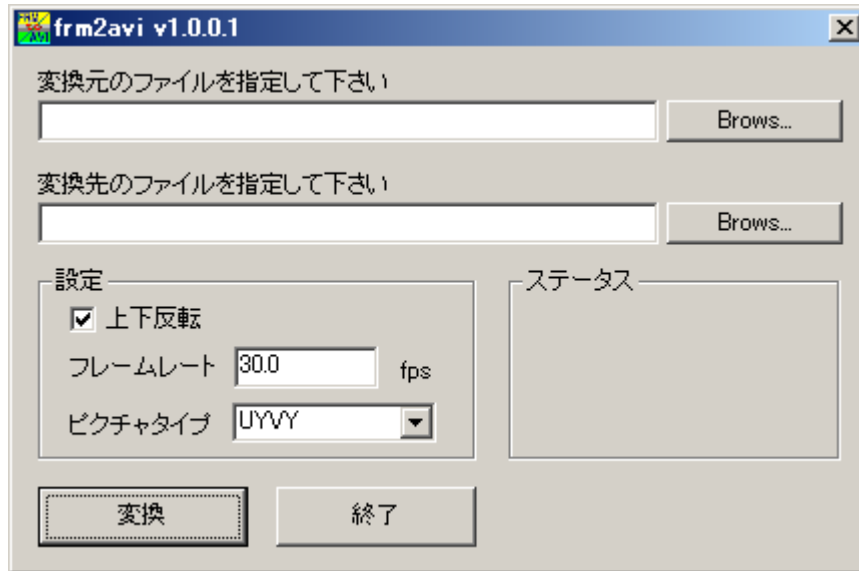 frm2avi v1.0.0.1
変換元のファイルを指定して下さい
Brows...
変換先のファイルを指定して下さい
Brows...
設定
ステータス
上下反転
フレームレート 30.0 fps
ピクチャタイプ UYVY
変換 終了